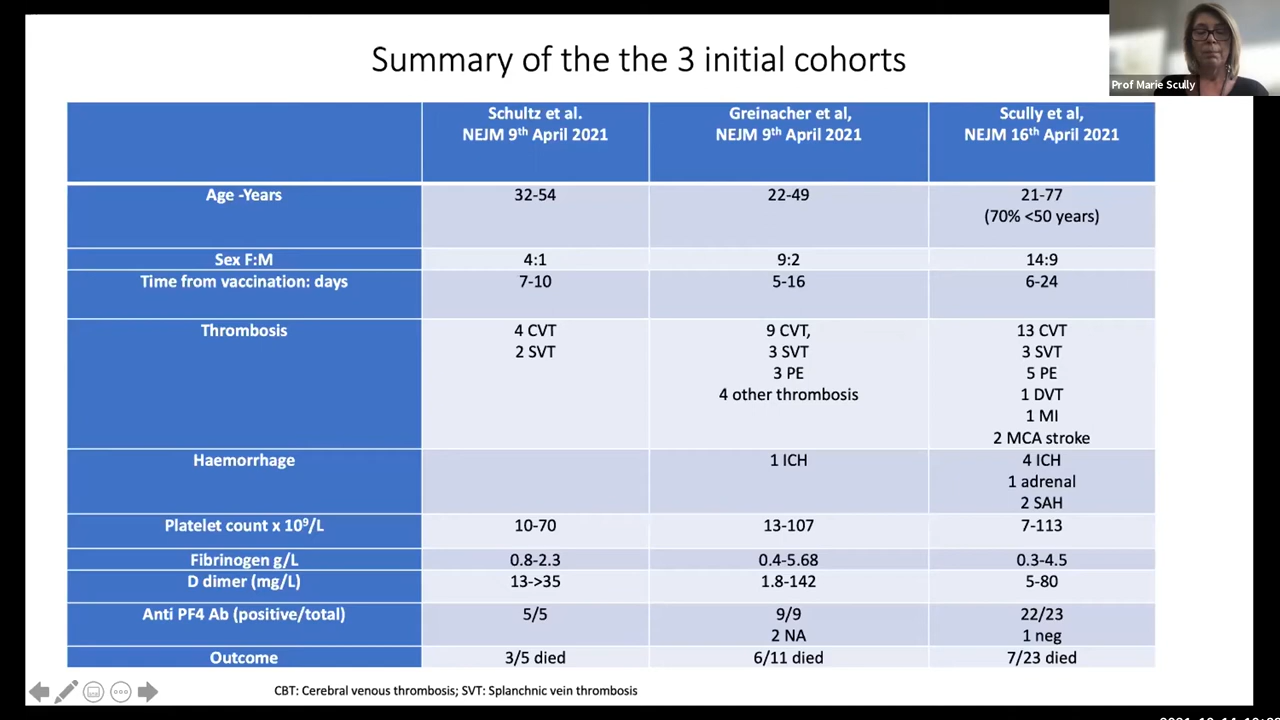 Summary of the the 3 initial cohorts
Prof Marie Scully
Schultz et al.
NEJM 9th April 2021
Greinacher et al,
NEJM 9th April 2021
Scully et al,
NEJM 16th April 2021
Age -Years
32-54
22-49
21-77
(70% <50 years)
Sex F:M
4:1
9:2
14:9
Time from vaccination: days
7-10
5-16
6-24
Thrombosis
4 CVT
2 SVT
9 CVT,
3 SVT
3 PE
4 other thrombosis
13 CVT
3 SVT
5 PE
1 DVT
1 MI
2 MCA stroke
Haemorrhage
1 ICH
4 ICH
1 adrenal
2 SAH
Platelet count x 10⁹/L
10-70
13-107
7-113
Fibrinogen g/L
0.8-2.3
0.4-5.68
0.3-4.5
D dimer (mg/L)
13->35
1.8-142
5-80
Anti PF4 Ab (positive/total)
5/5
9/9
2 NA
22/23
1 neg
Outcome
3/5 died
6/11 died
7/23 died
CBT: Cerebral venous thrombosis; SVT: Splanchnic vein thrombosis